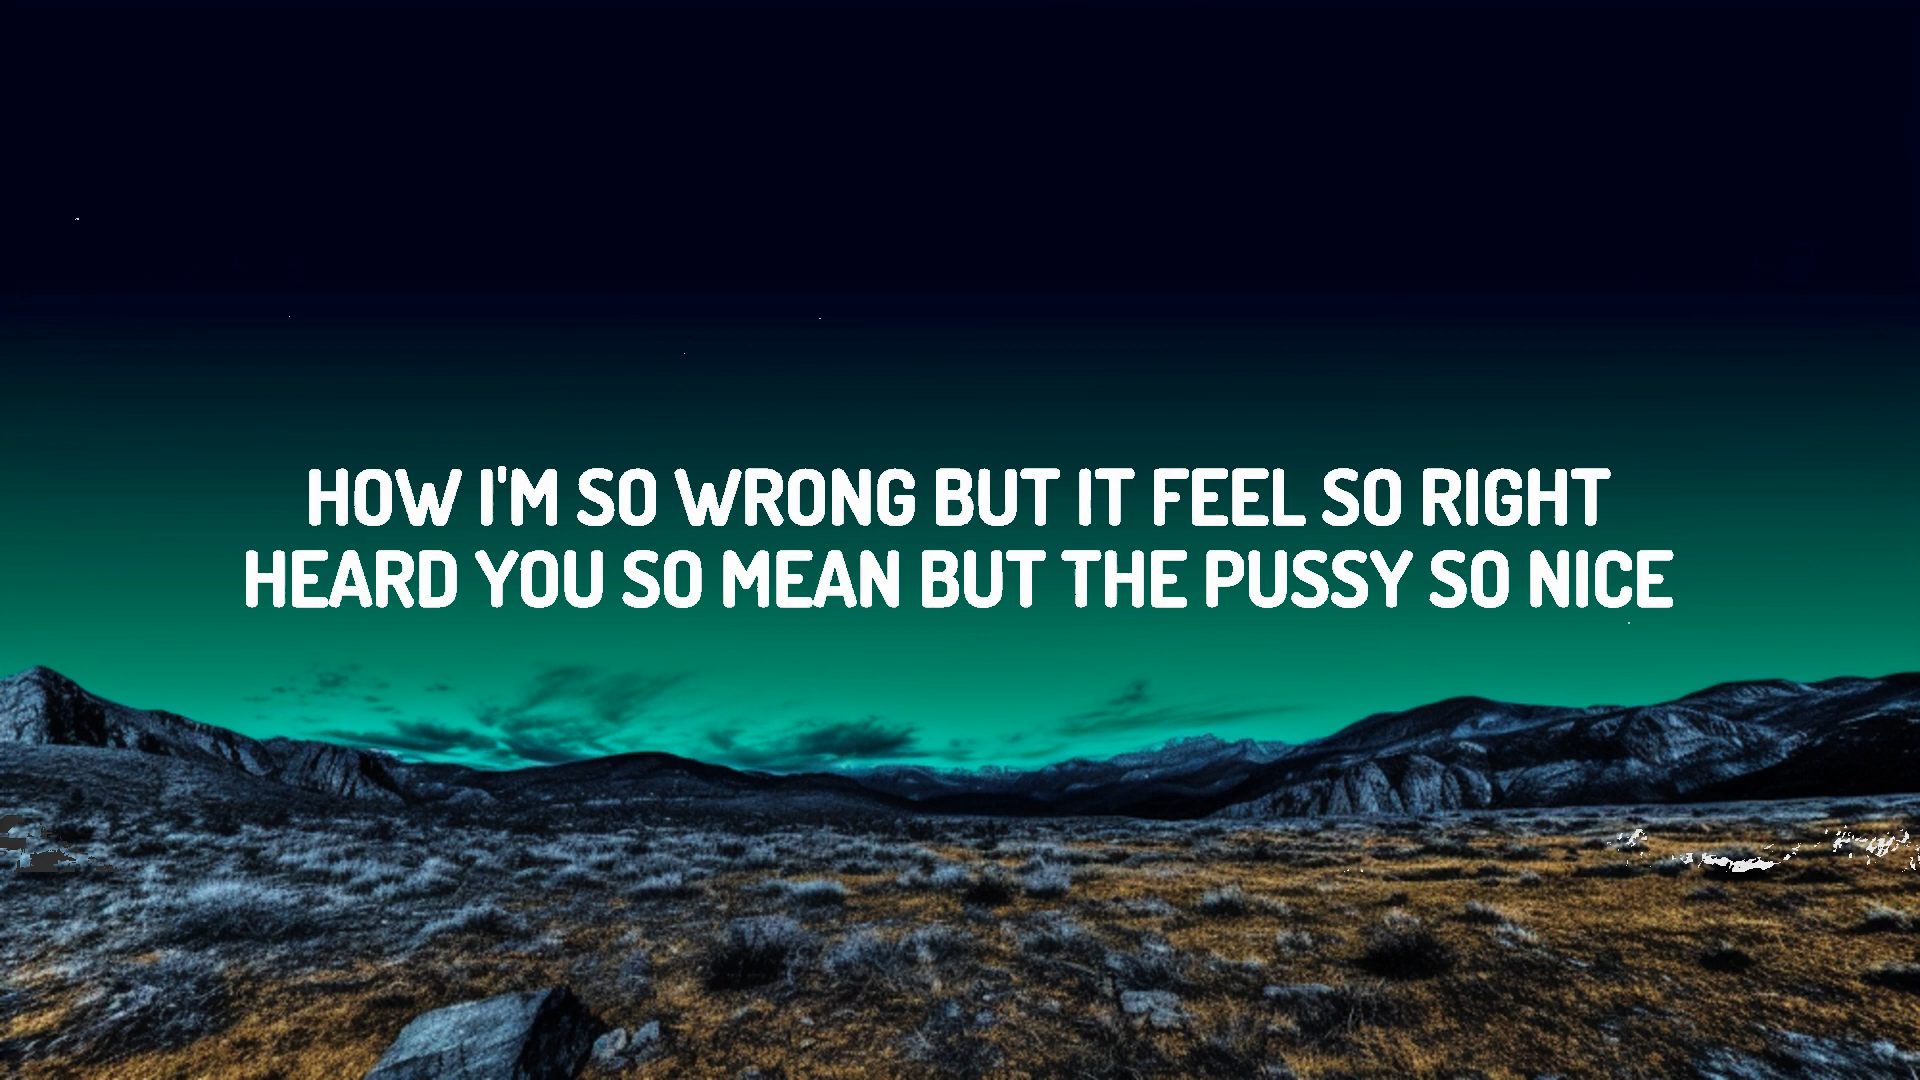 HOW I'M SO WRONG BUT IT FEEL SO RIGHT
HEARD YOU SO MEAN BUT THE PUSSY SO NICE